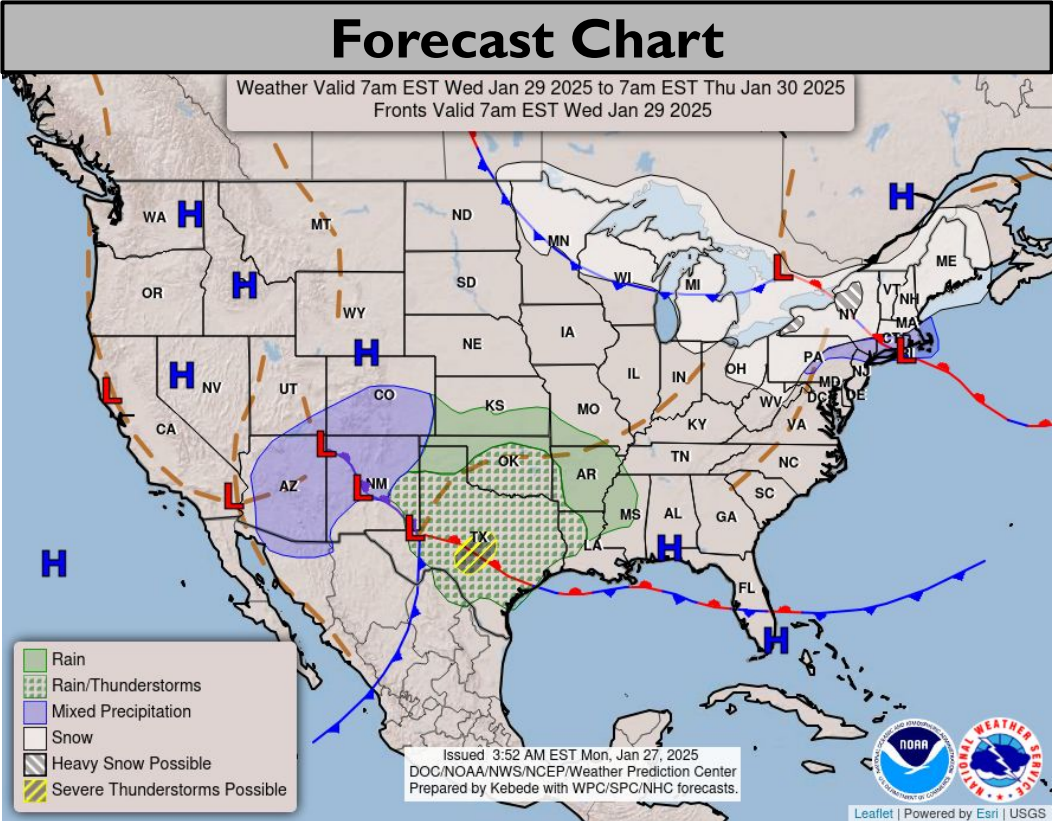 Forecast Chart
Weather Valid 7am EST Wed Jan 29 2025 to 7am EST Thu Jan 30 2025
Fronts Valid 7am EST Wed Jan 29 2025
H
WA H
MT
ND
MN
L
ME
OR
H
SD
WI
MI
VT
NH
WY
NY
MA
NE
IA
CT
RI
L
H
PA
NJ
H
NV
UT
CO
IL
IN
OH
MD
DE
DC
L
CA
KS
MO
WV
VA
KY
L
OK
TN
NC
AZ
L
NM
AR
SC
L
L
TX
MS
AL
GA
LA
H
H
FL
H
Rain
Rain/Thunderstorms
Mixed Precipitation
Snow
Heavy Snow Possible
Severe Thunderstorms Possible
Issued 3:52 AM EST Mon, Jan 27, 2025
DOC/NOAA/NWS/NCEP/Weather Prediction Center
Prepared by Kebede with WPC/SPC/NHC forecasts.
NOAA
NATIONAL WEATHER SERVICE
Leaflet | Powered by Esri | USGS